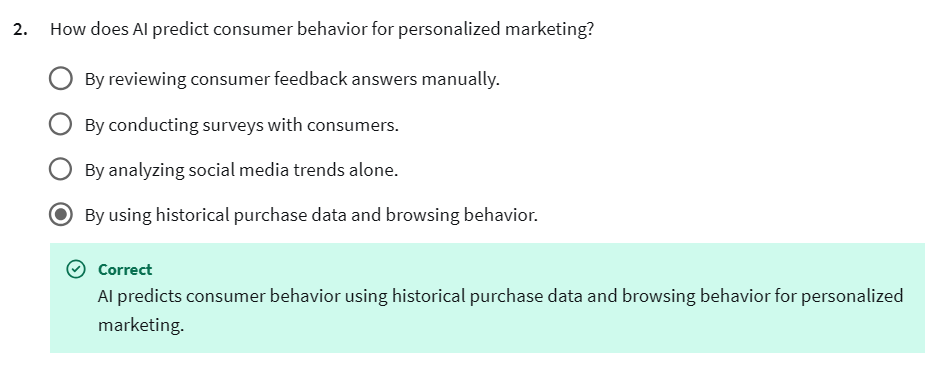 2. How does AI predict consumer behavior for personalized marketing?
By reviewing consumer feedback answers manually.
By conducting surveys with consumers.
By analyzing social media trends alone.
By using historical purchase data and browsing behavior.
Correct
AI predicts consumer behavior using historical purchase data and browsing behavior for personalized
marketing.